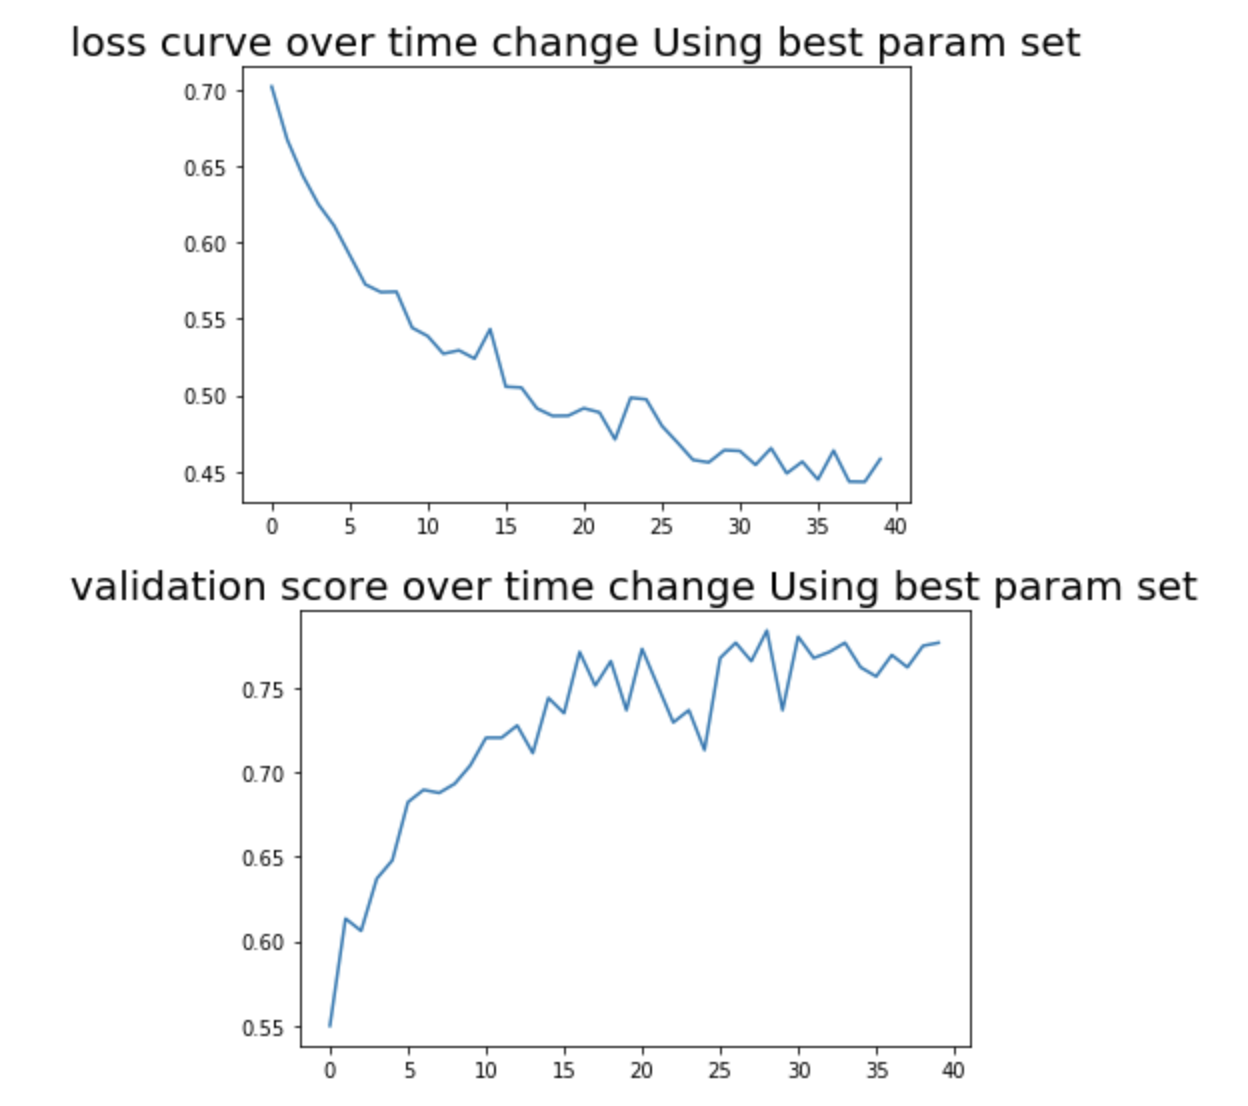 loss curve over time change Using best param set
0.70
0.65
0.60
0.55
0.50
0.45
0 5 10 15 20 25 30 35 40
validation score over time change Using best param set
0.75
0.70
0.65
0.60
0.55
0 5 10 15 20 25 30 35 40